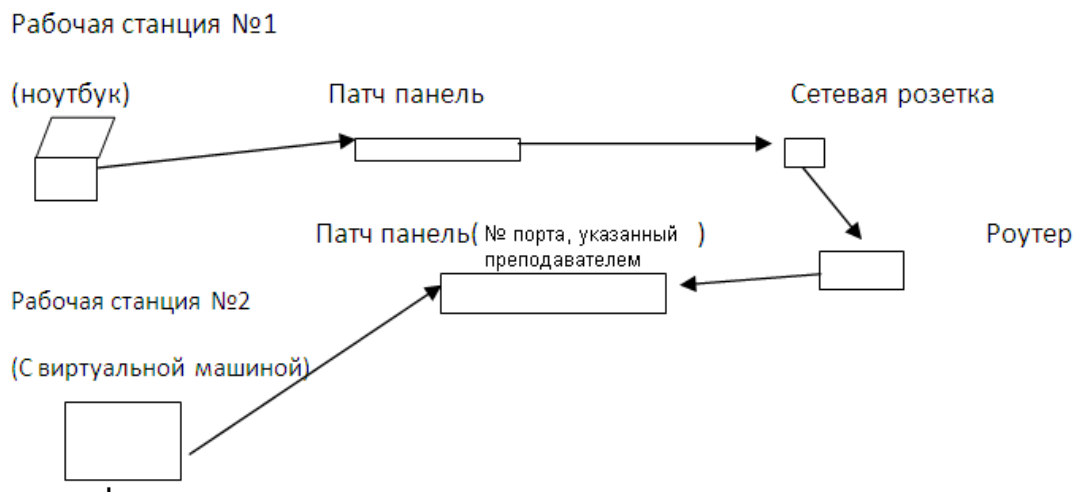 Рабочая станция №1
(ноутбук)
Патч панель
Сетевая розетка
Патч панель( № порта, указанный )
преподавателем
Роутер
Рабочая станция №2
(С виртуальной машиной)